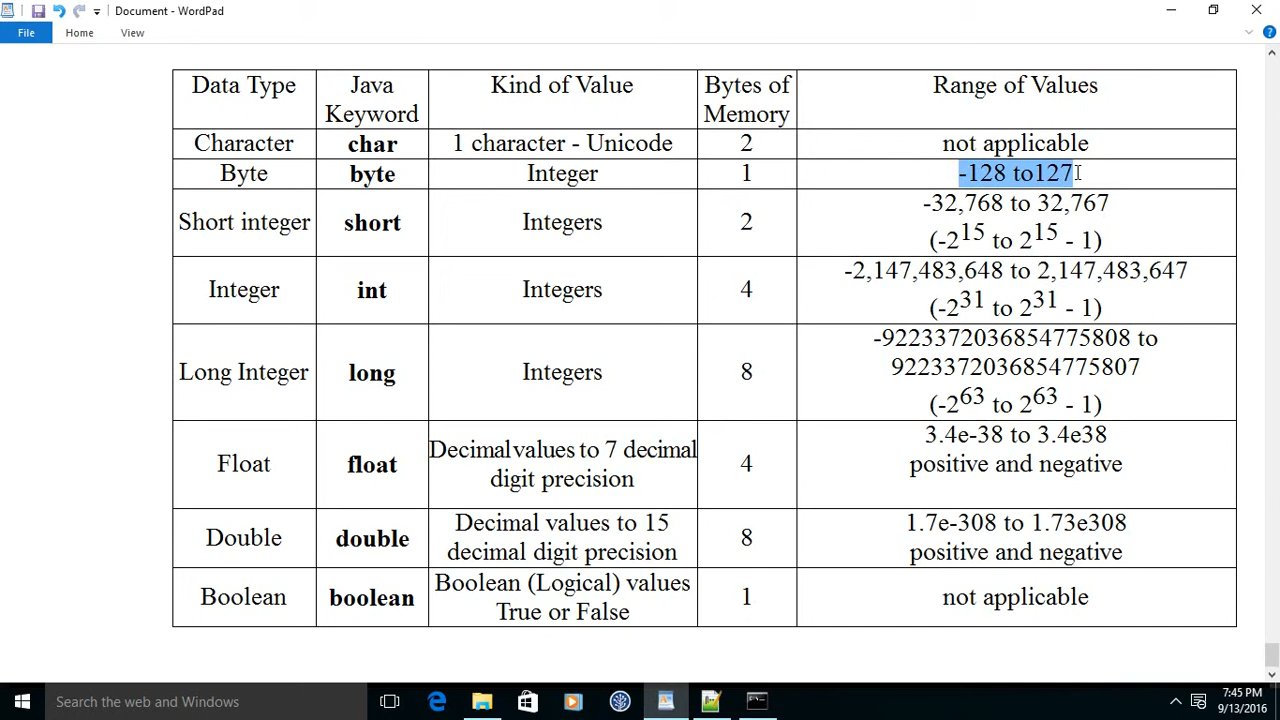 Document - WordPad
File Home View
Data Type
Java
Keyword
Kind of Value
Bytes of
Memory
Range of Values
Character char 1 character - Unicode 2 not applicable
Byte byte Integer 1 -128 to127
Short integer short Integers 2
-32,768 to 32,767
(-2^15 to 2^15 - 1)
Integer int Integers 4
-2,147,483,648 to 2,147,483,647
(-2^31 to 2^31 - 1)
Long Integer long Integers 8
-9223372036854775808 to
9223372036854775807
(-2^63 to 2^63 - 1)
Float float
Decimal values to 7 decimal
digit precision
4
3.4e-38 to 3.4e38
positive and negative
Double double
Decimal values to 15
decimal digit precision
8
1.7e-308 to 1.73e308
positive and negative
Boolean boolean
Boolean (Logical) values
True or False
1
not applicable
Search the web and Windows
7:45 PM
9/13/2016